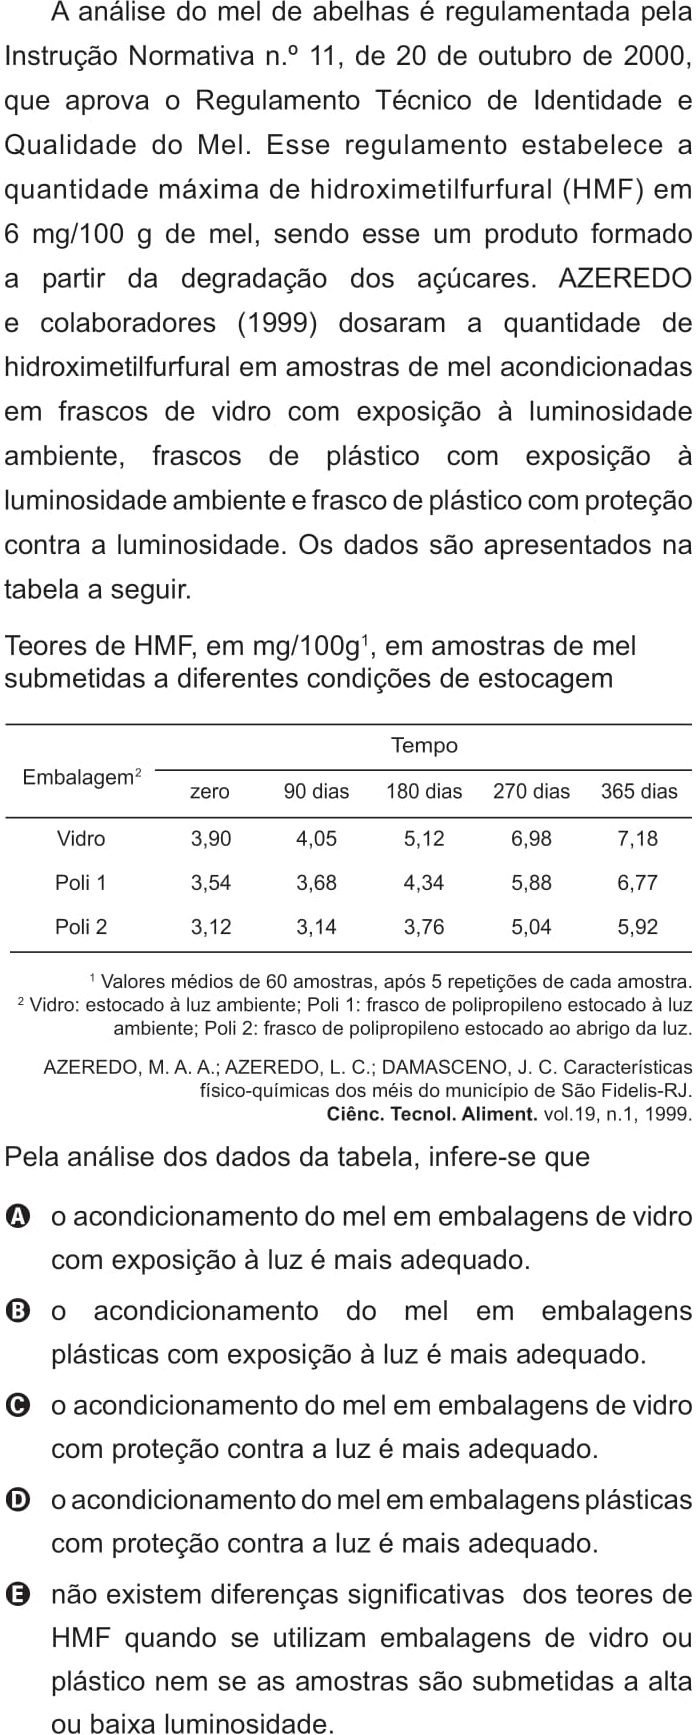 A análise do mel de abelhas é regulamentada pela
Instrução Normativa n.º 11, de 20 de outubro de 2000,
que aprova o Regulamento Técnico de Identidade e
Qualidade do Mel. Esse regulamento estabelece a
quantidade máxima de hidroximetilfurfural (HMF) em
6 mg/100 g de mel, sendo esse um produto formado
a partir da degradação dos açúcares. AZEREDO
e colaboradores (1999) dosaram a quantidade de
hidroximetilfurfural em amostras de mel acondicionadas
em frascos de vidro com exposição à luminosidade
ambiente, frascos de plástico com exposição à
luminosidade ambiente e frasco de plástico com proteção
contra a luminosidade. Os dados são apresentados na
tabela a seguir.
Teores de HMF, em mg/100g¹, em amostras de mel
submetidas a diferentes condições de estocagem
Tempo
Embalagem²
zero 90 dias 180 dias 270 dias 365 dias
Vidro 3,90 4,05 5,12 6,98 7,18
Poli 1 3,54 3,68 4,34 5,88 6,77
Poli 2 3,12 3,14 3,76 5,04 5,92
¹ Valores médios de 60 amostras, após 5 repetições de cada amostra.
² Vidro: estocado à luz ambiente; Poli 1: frasco de polipropileno estocado à luz
ambiente; Poli 2: frasco de polipropileno estocado ao abrigo da luz.
AZEREDO, M. A. A.; AZEREDO, L. C.; DAMASCENO, J. C. Características
físico-químicas dos méis do município de São Fidelis-RJ.
Ciênc. Tecnol. Aliment. vol.19, n.1, 1999.
Pela análise dos dados da tabela, infere-se que
A o acondicionamento do mel em embalagens de vidro
com exposição à luz é mais adequado.
B o acondicionamento do mel em embalagens
plásticas com exposição à luz é mais adequado.
C o acondicionamento do mel em embalagens de vidro
com proteção contra a luz é mais adequado.
D o acondicionamento do mel em embalagens plásticas
com proteção contra a luz é mais adequado.
E não existem diferenças significativas dos teores de
HMF quando se utilizam embalagens de vidro ou
plástico nem se as amostras são submetidas a alta
ou baixa luminosidade.